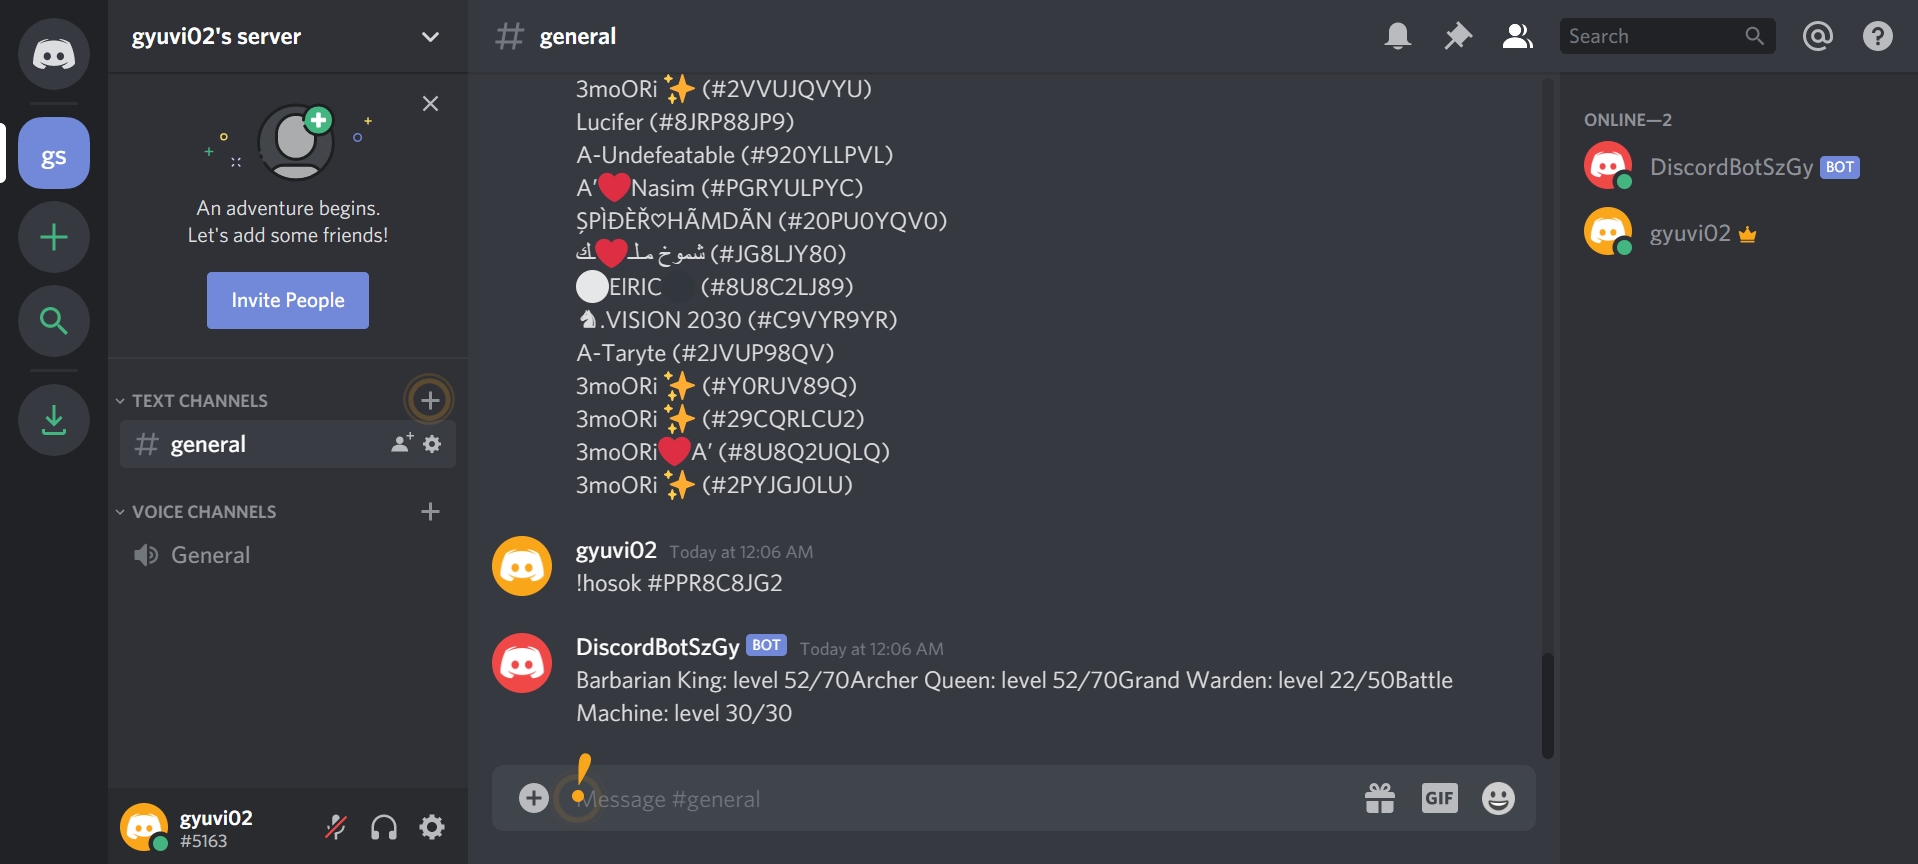 gyuvi02's server
gs
An adventure begins.
Let's add some friends!
Invite People
TEXT CHANNELS
general
VOICE CHANNELS
General
gyuvi02
#5163
# general
Search
3moORi ✨ (#2VVUJQVYU)
Lucifer (#8JRP88JP9)
A-Undefeatable (#920YLLPVL)
A'❤Nasim (#PGRYULPYC)
ȘPÌĐÈŘ♡HÃMDÃN (#20PU0YQV0)
شموخ ملـ❤ـك (#JG8LJY80)
⚪EIRIC⚫ (#8U8C2LJ89)
♞.VISION 2030 (#C9VYR9YR)
A-Taryte (#2JVUP98QV)
3moORi ✨ (#Y0RUV89Q)
3moORi ✨ (#29CQRLCU2)
3moORi❤A' (#8U8Q2UQLQ)
3moORi ✨ (#2PYJGJ0LU)
gyuvi02 Today at 12:06 AM
!hosok #PPR8C8JG2
DiscordBotSzGy BOT Today at 12:06 AM
Barbarian King: level 52/70Archer Queen: level 52/70Grand Warden: level 22/50Battle
Machine: level 30/30
Message #general
GIF
ONLINE—2
DiscordBotSzGy BOT
gyuvi02